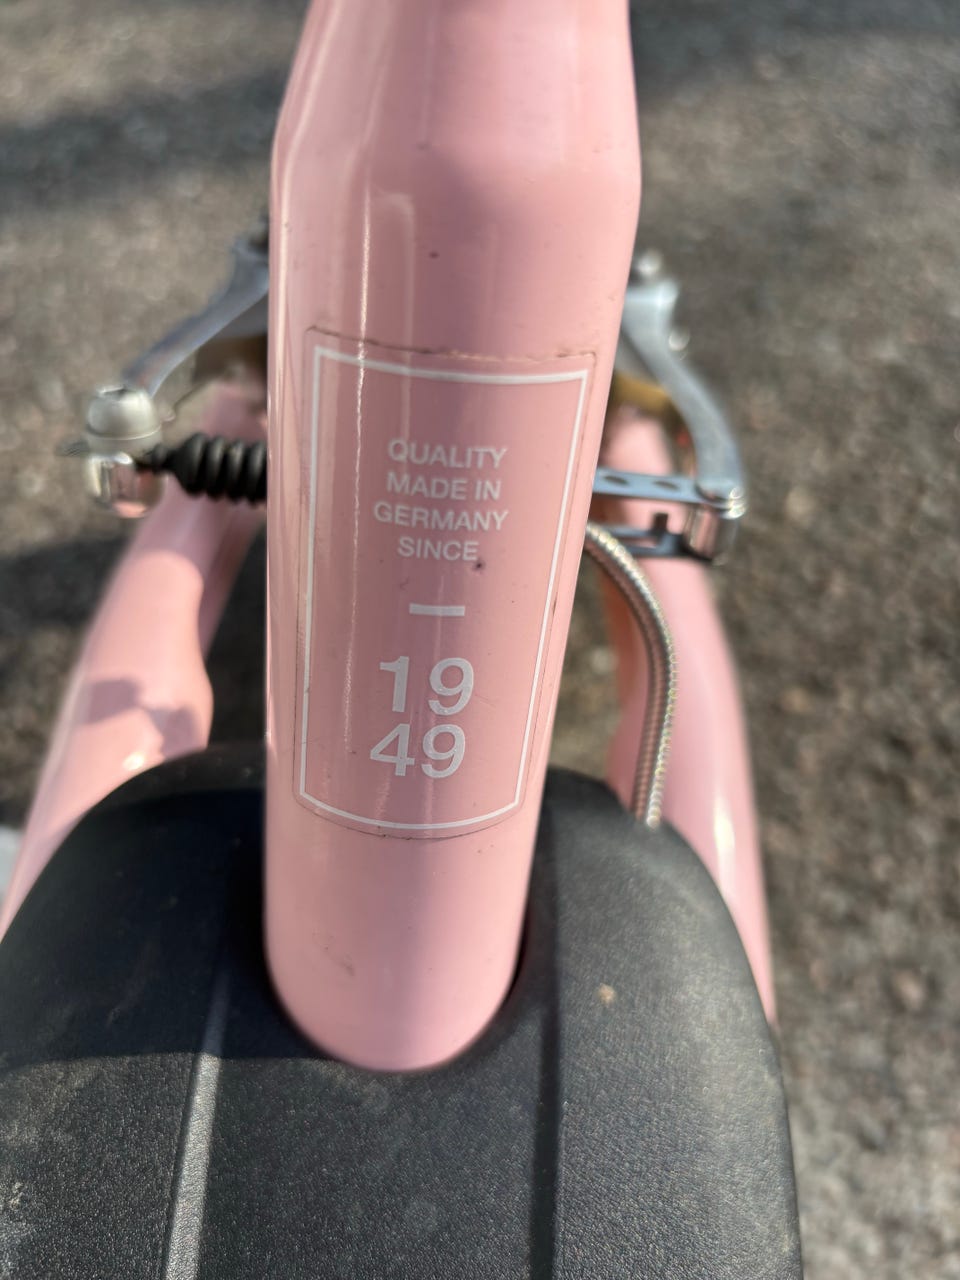 QUALITY
MADE IN
GERMANY
SINCE
—
19
49